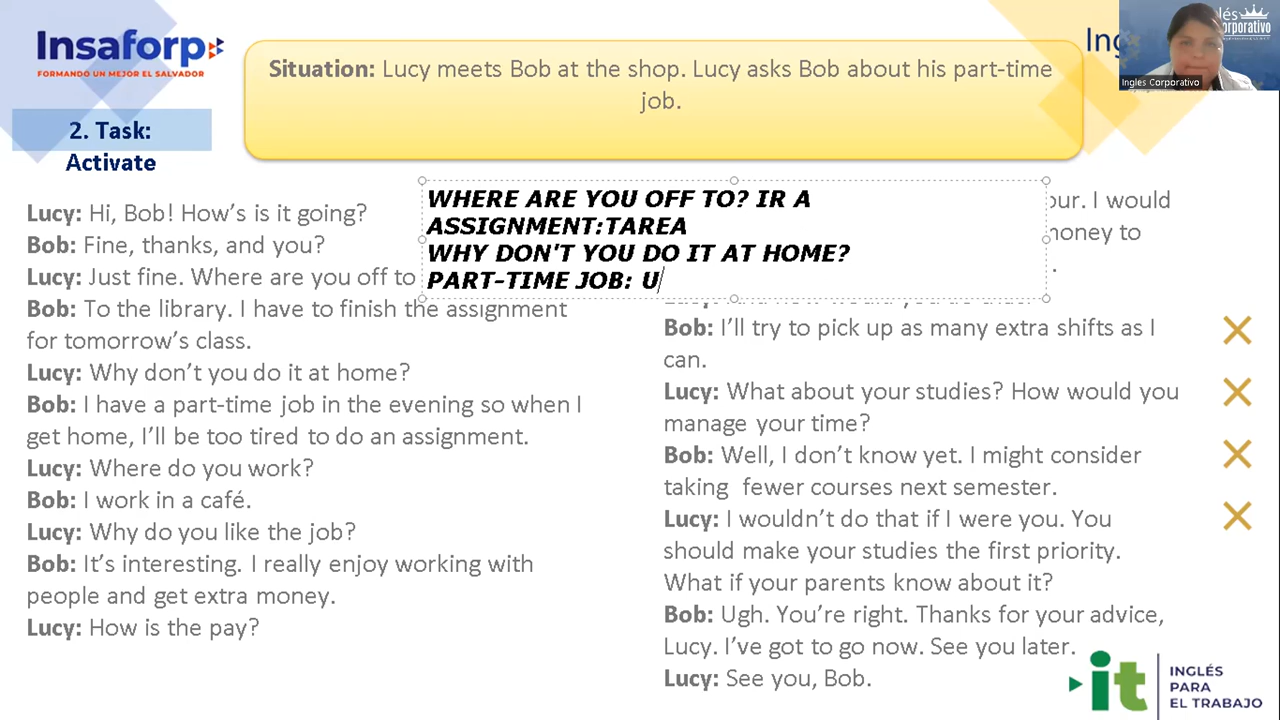 Insaforp
FORMANDO UN MEJOR EL SALVADOR
Situation: Lucy meets Bob at the shop. Lucy asks Bob about his part-time
job.
Ing
lés
orporativo
Ingles Corporativo
2. Task:
Activate
WHERE ARE YOU OFF TO? IR A
ASSIGNMENT:TAREA
WHY DON'T YOU DO IT AT HOME?
PART-TIME JOB: U
Lucy: Hi, Bob! How's is it going?
Bob: Fine, thanks, and you?
Lucy: Just fine. Where are you off to
Bob: To the library. I have to finish the assignment
for tomorrow's class.
Lucy: Why don't you do it at home?
Bob: I have a part-time job in the evening so when I
get home, I'll be too tired to do an assignment.
Lucy: Where do you work?
Bob: I work in a café.
Lucy: Why do you like the job?
Bob: It's interesting. I really enjoy working with
people and get extra money.
Lucy: How is the pay?
our. I would
money to
.
Bob: I'll try to pick up as many extra shifts as I
can.
Lucy: What about your studies? How would you
manage your time?
Bob: Well, I don't know yet. I might consider
taking fewer courses next semester.
Lucy: I wouldn't do that if I were you. You
should make your studies the first priority.
What if your parents know about it?
Bob: Ugh. You're right. Thanks for your advice,
Lucy. I've got to go now. See you later.
Lucy: See you, Bob.
it
INGLÉS
PARA
EL TRABAJO